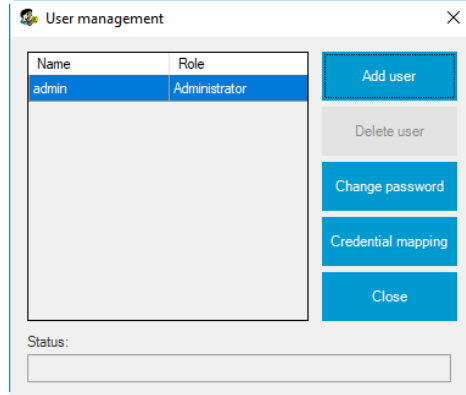 User management
Name Role
admin Administrator
Add user
Delete user
Change password
Credential mapping
Close
Status: